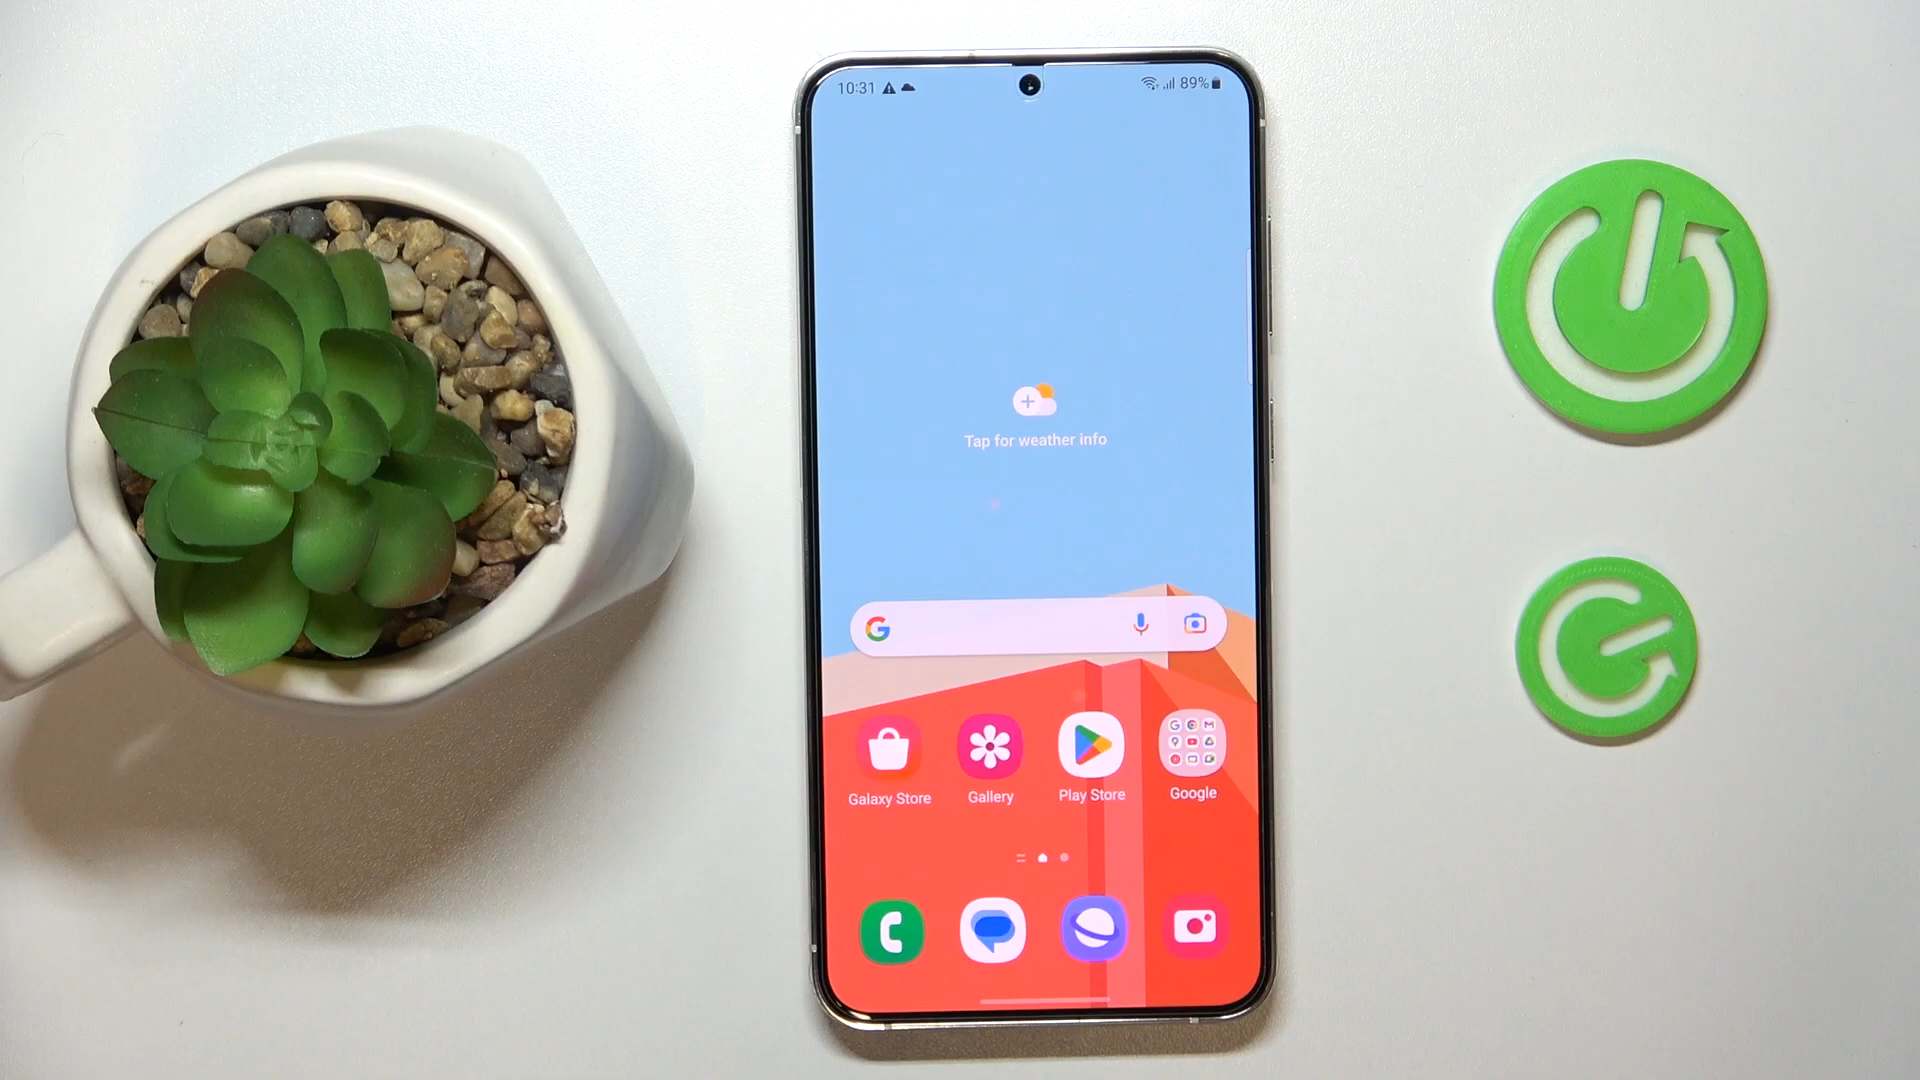 10:31
89%
Tap for weather info
Galaxy Store
Gallery
Play Store
Google